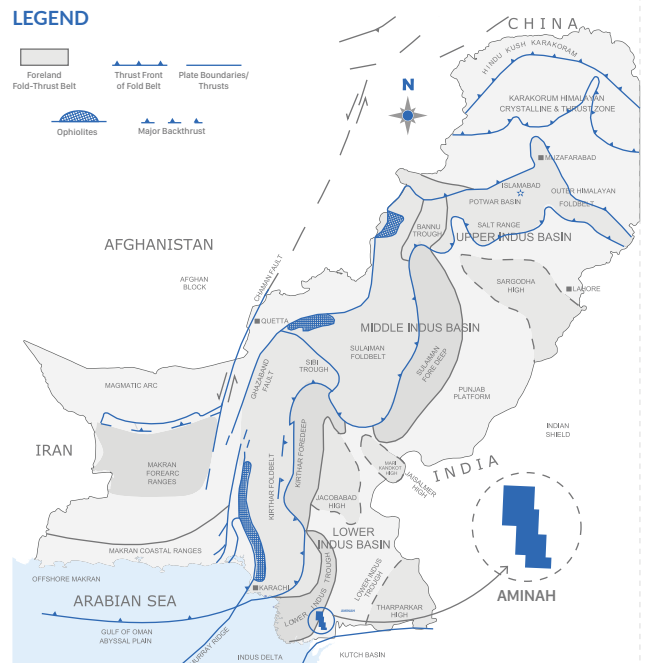 LEGEND
Foreland
Fold-Thrust Belt
Thrust Front
of Fold Belt
Plate Boundaries/
Thrusts
Ophiolites
Major Backthrust
CHINA
HINDU KUSH KARAKORAM
N
KARAKORUM HIMALAYAN
CRYSTALLINE & THRUST ZONE
MUZAFARABAD
ISLAMABAD
OUTER HIMALAYAN
FOLDBELT
POTWAR BASIN
BANNU
TROUGH
SALT RANGE
UPPER INDUS BASIN
AFGHANISTAN
AFGHAN
BLOCK
CHAMAN FAULT
SARGODHA
HIGH
LAHORE
QUETTA
MIDDLE INDUS BASIN
SULAIMAN
FOLDBELT
SULAIMAN
FORE DEEP
SIBI
TROUGH
GHAZABAND
FAULT
MAGMATIC ARC
PUNJAB
PLATFORM
INDIAN
SHIELD
IRAN
MAKRAN
FOREARC
RANGES
KIRTHAR FOLDBELT
KIRTHAR FOREDEEP
MARI
KANDKOT
HIGH
JAISALMER
HIGH
INDIA
JACOBABAD
HIGH
LOWER
INDUS BASIN
MAKRAN COASTAL RANGES
OFFSHORE MAKRAN
KARACHI
LOWER INDUS TROUGH
LOWER INDUS
TROUGH
THARPARKAR
HIGH
AMINAH
ARABIAN SEA
GULF OF OMAN
ABYSSAL PLAIN
MURRAY RIDGE
INDUS DELTA
KUTCH BASIN